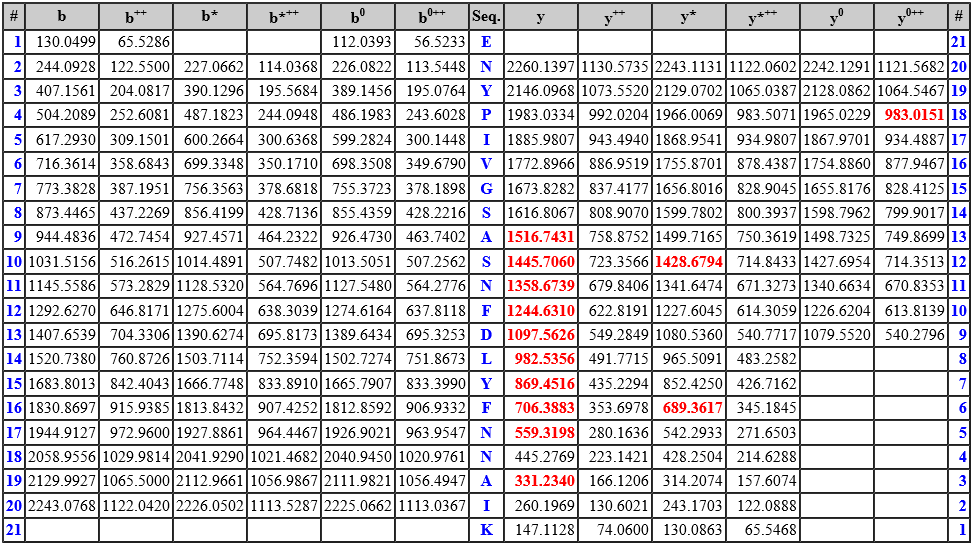 # b b++ b* b*++ b0 b0++ Seq. y y++ y* y*++ y0 y0++ #
1 130.0499 65.5286 112.0393 56.5233 E 21
2 244.0928 122.5500 227.0662 114.0368 226.0822 113.5448 N 2260.1397 1130.5735 2243.1131 1122.0602 2242.1291 1121.5682 20
3 407.1561 204.0817 390.1296 195.5684 389.1456 195.0764 Y 2146.0968 1073.5520 2129.0702 1065.0387 2128.0862 1064.5467 19
4 504.2089 252.6081 487.1823 244.0948 486.1983 243.6028 P 1983.0334 992.0204 1966.0069 983.5071 1965.0229 983.0151 18
5 617.2930 309.1501 600.2664 300.6368 599.2824 300.1448 I 1885.9807 943.4940 1868.9541 934.9807 1867.9701 934.4887 17
6 716.3614 358.6843 699.3348 350.1710 698.3508 349.6790 V 1772.8966 886.9519 1755.8701 878.4387 1754.8860 877.9467 16
7 773.3828 387.1951 756.3563 378.6818 755.3723 378.1898 G 1673.8282 837.4177 1656.8016 828.9045 1655.8176 828.4125 15
8 873.4465 437.2269 856.4199 428.7136 855.4359 428.2216 S 1616.8067 808.9070 1599.7802 800.3937 1598.7962 799.9017 14
9 944.4836 472.7454 927.4571 464.2322 926.4730 463.7402 A 1516.7431 758.8752 1499.7165 750.3619 1498.7325 749.8699 13
10 1031.5156 516.2615 1014.4891 507.7482 1013.5051 507.2562 S 1445.7060 723.3566 1428.6794 714.8433 1427.6954 714.3513 12
11 1145.5586 573.2829 1128.5320 564.7696 1127.5480 564.2776 N 1358.6739 679.8406 1341.6474 671.3273 1340.6634 670.8353 11
12 1292.6270 646.8171 1275.6004 638.3039 1274.6164 637.8118 F 1244.6310 622.8191 1227.6045 614.3059 1226.6204 613.8139 10
13 1407.6539 704.3306 1390.6274 695.8173 1389.6434 695.3253 D 1097.5626 549.2849 1080.5360 540.7717 1079.5520 540.2796 9
14 1520.7380 760.8726 1503.7114 752.3594 1502.7274 751.8673 L 982.5356 491.7715 965.5091 483.2582 8
15 1683.8013 842.4043 1666.7748 833.8910 1665.7907 833.3990 Y 869.4516 435.2294 852.4250 426.7162 7
16 1830.8697 915.9385 1813.8432 907.4252 1812.8592 906.9332 F 706.3883 353.6978 689.3617 345.1845 6
17 1944.9127 972.9600 1927.8861 964.4467 1926.9021 963.9547 N 559.3198 280.1636 542.2933 271.6503 5
18 2058.9556 1029.9814 2041.9290 1021.4682 2040.9450 1020.9761 N 445.2769 223.1421 428.2504 214.6288 4
19 2129.9927 1065.5000 2112.9661 1056.9867 2111.9821 1056.4947 A 331.2340 166.1206 314.2074 157.6074 3
20 2243.0768 1122.0420 2226.0502 1113.5287 2225.0662 1113.0367 I 260.1969 130.6021 243.1703 122.0888 2
21 K 147.1128 74.0600 130.0863 65.5468 1